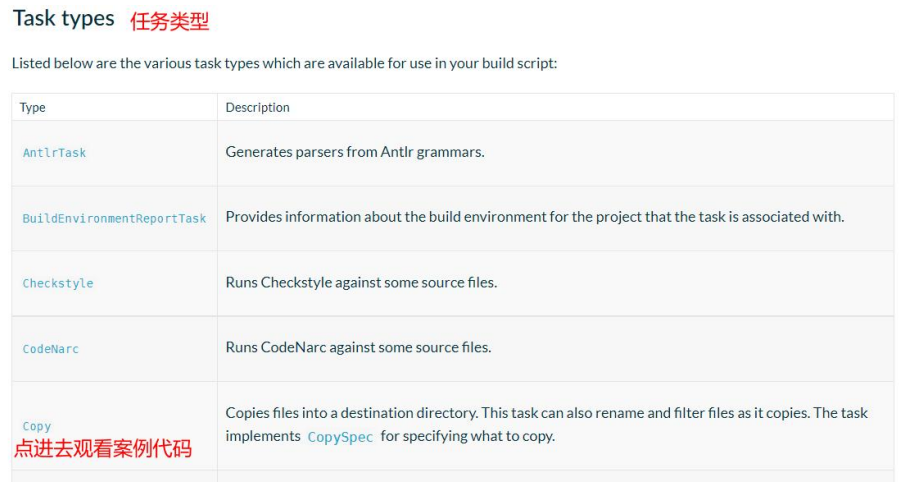 Task types 任务类型
Listed below are the various task types which are available for use in your build script:
Type Description
AntlrTask Generates parsers from Antlr grammars.
BuildEnvironmentReportTask Provides information about the build environment for the project that the task is associated with.
Checkstyle Runs Checkstyle against some source files.
CodeNarc Runs CodeNarc against some source files.
Copy Copies files into a destination directory. This task can also rename and filter files as it copies. The task
implements CopySpec for specifying what to copy.
点进去观看案例代码